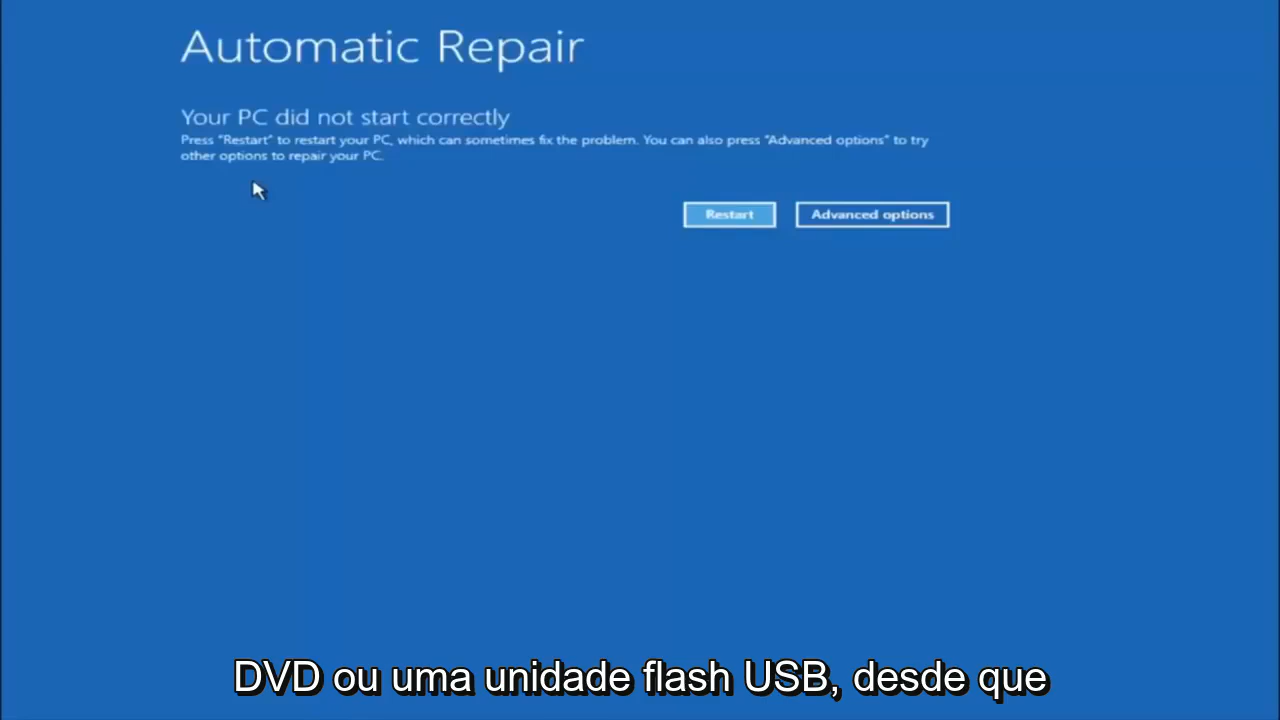 Automatic Repair
Your PC did not start correctly
Press "Restart" to restart your PC, which can sometimes fix the problem. You can also press "Advanced options" to try
other options to repair your PC.
Restart
Advanced options
DVD ou uma unidade flash USB, desde que